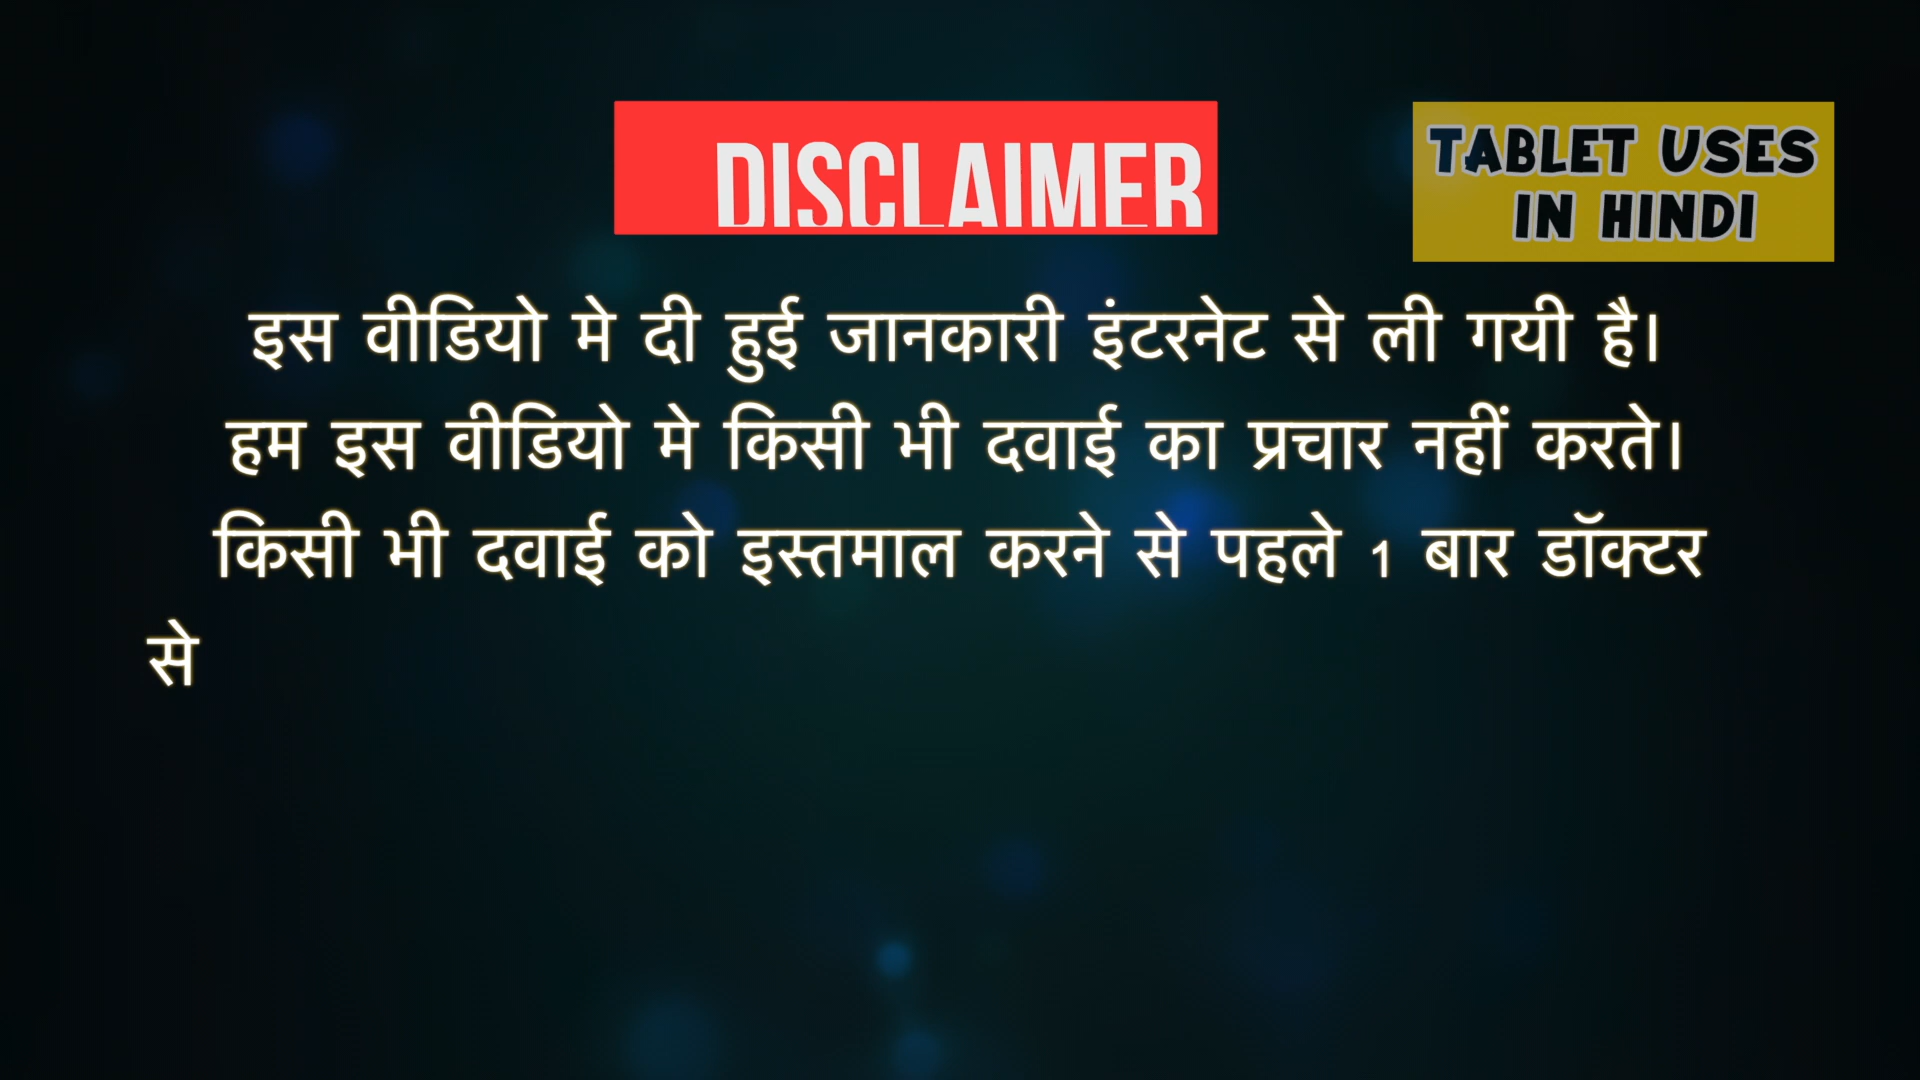 DISCLAIMER
TABLET USES
IN HINDI
इस वीडियो मे दी हुई जानकारी इंटरनेट से ली गयी है।
हम इस वीडियो मे किसी भी दवाई का प्रचार नहीं करते।
किसी भी दवाई को इस्तमाल करने से पहले 1 बार डॉक्टर
से